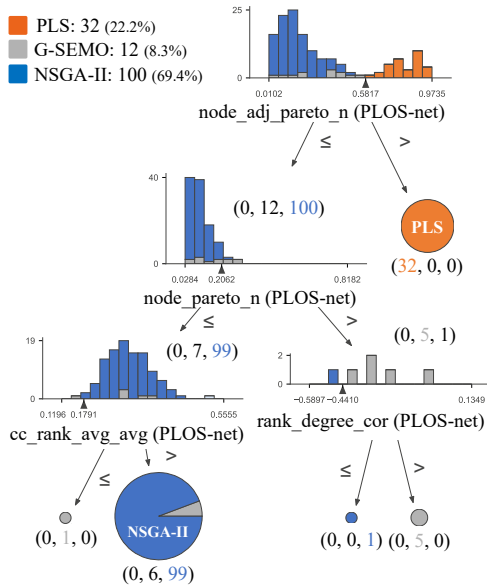 PLS: 32 (22.2%)
G-SEMO: 12 (8.3%)
NSGA-II: 100 (69.4%)
25
0
0.0102 0.5817 0.9735
node_adj_pareto_n (PLOS-net)
≤ >
40
0
(0, 12, 100)
0.0284 0.2062 0.8182
node_pareto_n (PLOS-net)
PLS
(32, 0, 0)
≤ >
19
0
(0, 7, 99)
0.1196 0.1791 0.5555
cc_rank_avg_avg (PLOS-net)
(0, 5, 1)
2
0
−0.5897 −0.4410 0.1349
rank_degree_cor (PLOS-net)
≤ >
(0, 1, 0)
NSGA-II
(0, 6, 99)
≤ >
(0, 0, 1) (0, 5, 0)